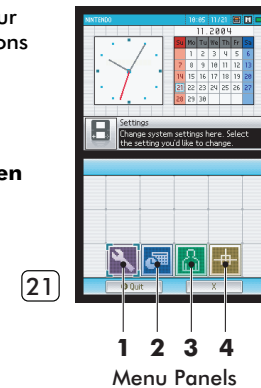 ur
ons
en
21
NINTENDO 10:05 11/21
11.2004
Su Mo Tu We Th Fr Sa
1 2 3 4 5 6
7 8 9 10 11 12 13
14 15 16 17 18 19 20
21 22 23 24 25 26 27
28 29 30
Settings
Change system settings here. Select
the setting you'd like to change.
Quit X
1 2 3 4
Menu Panels